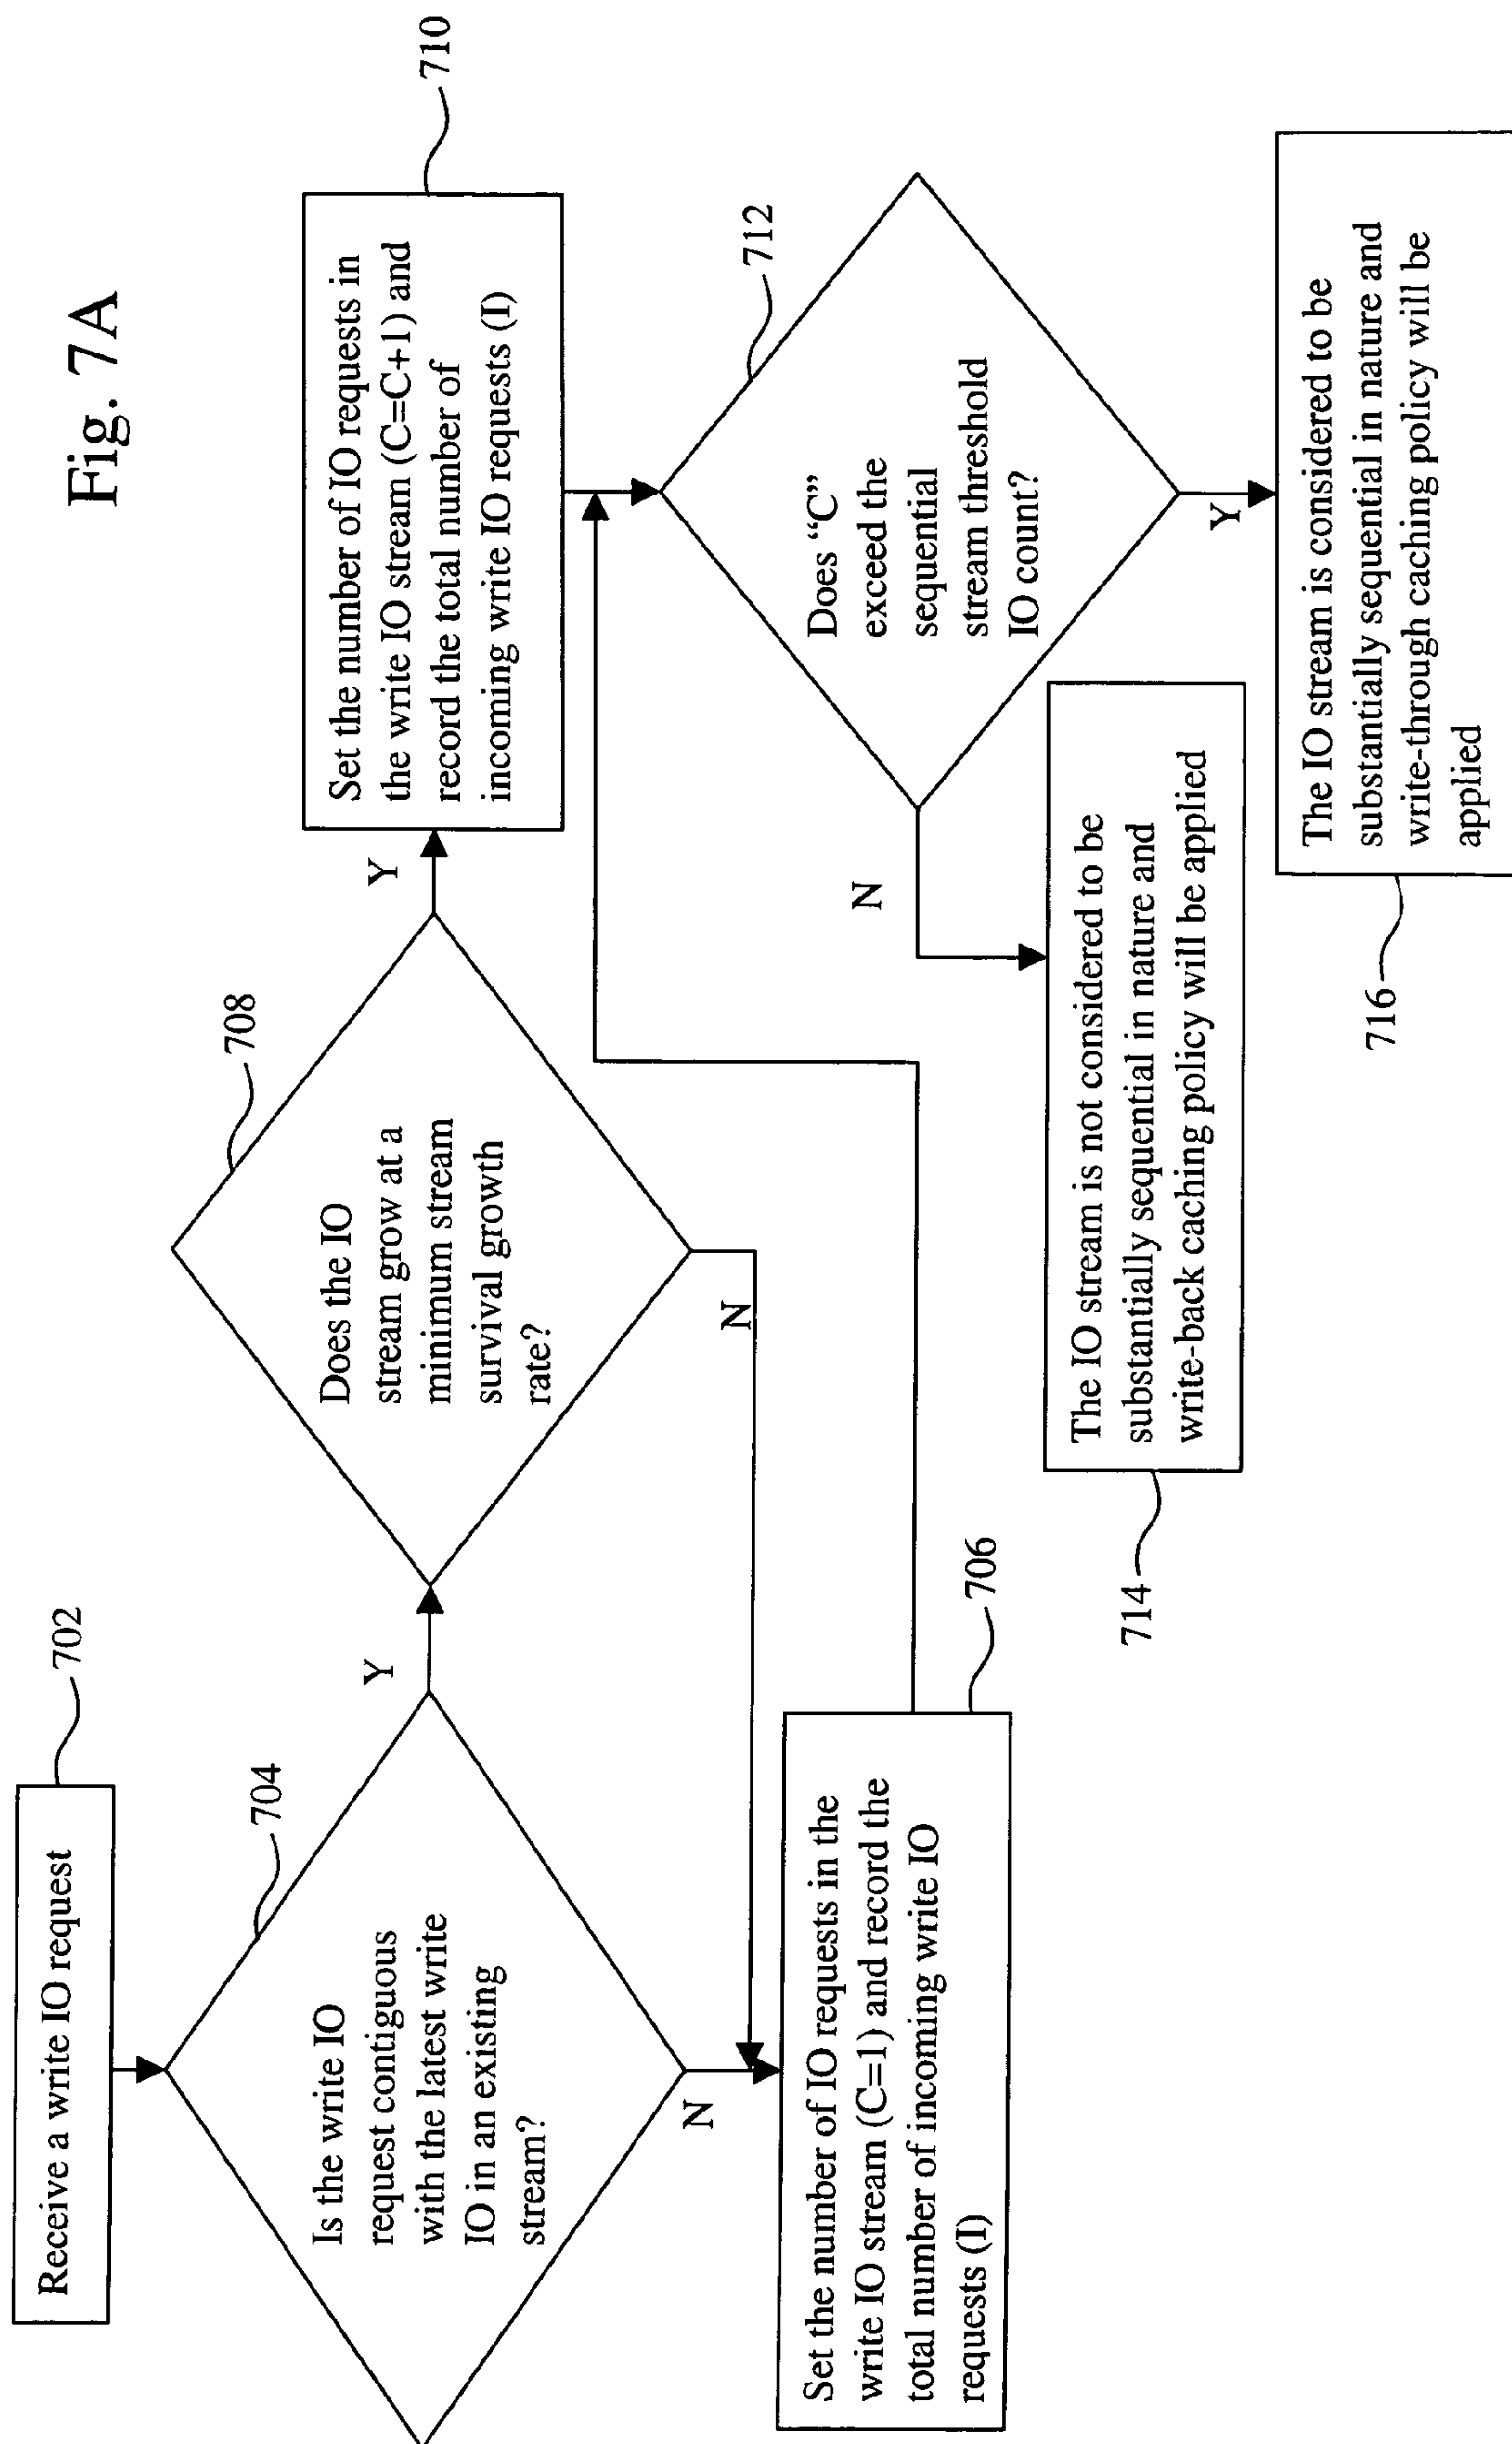 Fig. 7A
Receive a write IO request
702
704
Is the write IO
request contiguous
with the latest write
IO in an existing
stream?
Y
N
708
Does the IO
stream grow at a
minimum stream
survival growth
rate?
Y
N
710
Set the number of IO requests in
the write IO stream (C=C+1) and
record the total number of
incoming write IO requests (I)
706
Set the number of IO requests in the
write IO stream (C=1) and record the
total number of incoming write IO
requests (I)
712
Does “C”
exceed the
sequential
stream threshold
IO count?
N
Y
714
The IO stream is not considered to be
substantially sequential in nature and
write-back caching policy will be applied
716
The IO stream is considered to be
substantially sequential in nature and
write-through caching policy will be
applied